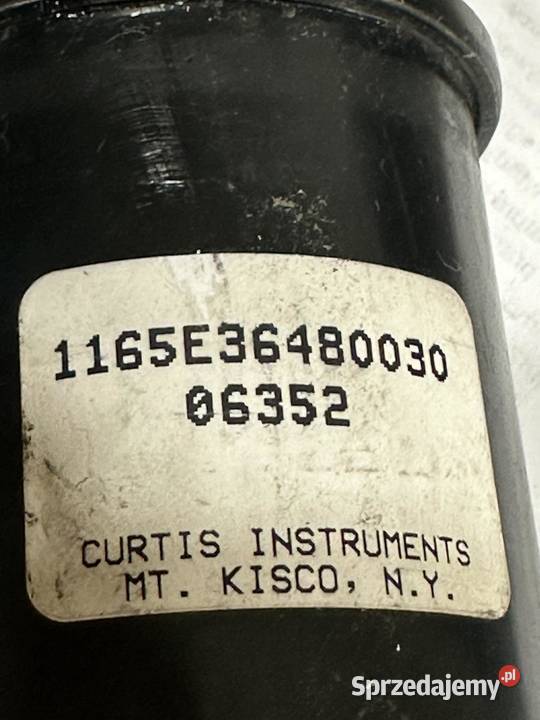 1165E36480030
06352
CURTIS INSTRUMENTS
MT. KISCO, N.Y.
Sprzedajemy.pl